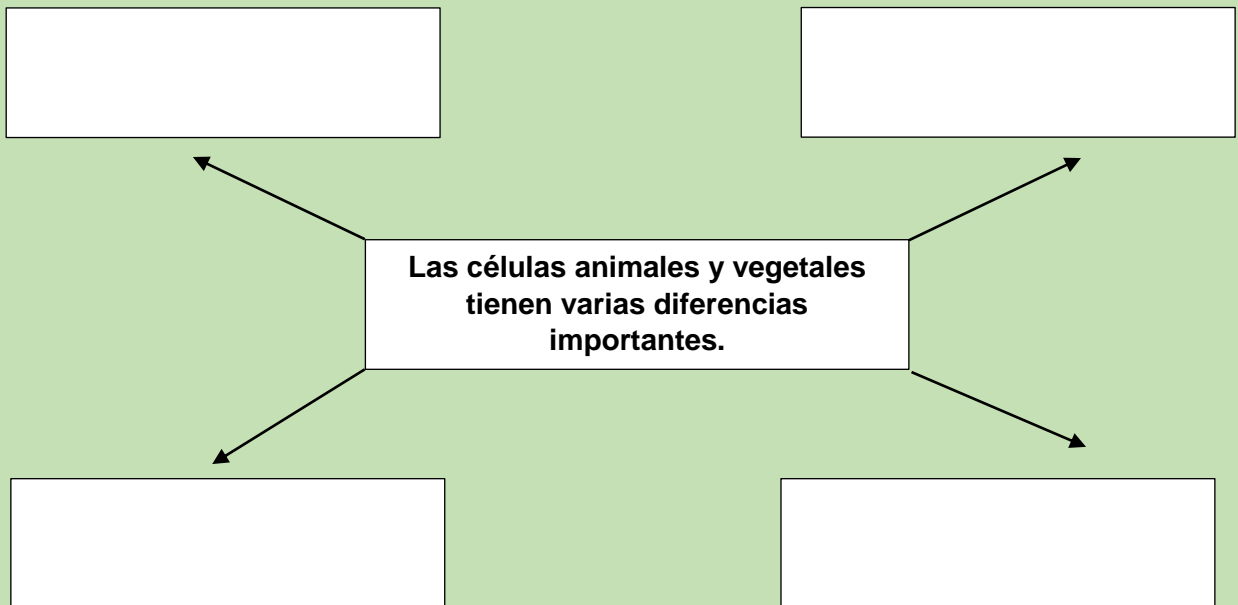 Las células animales y vegetales
tienen varias diferencias
importantes.